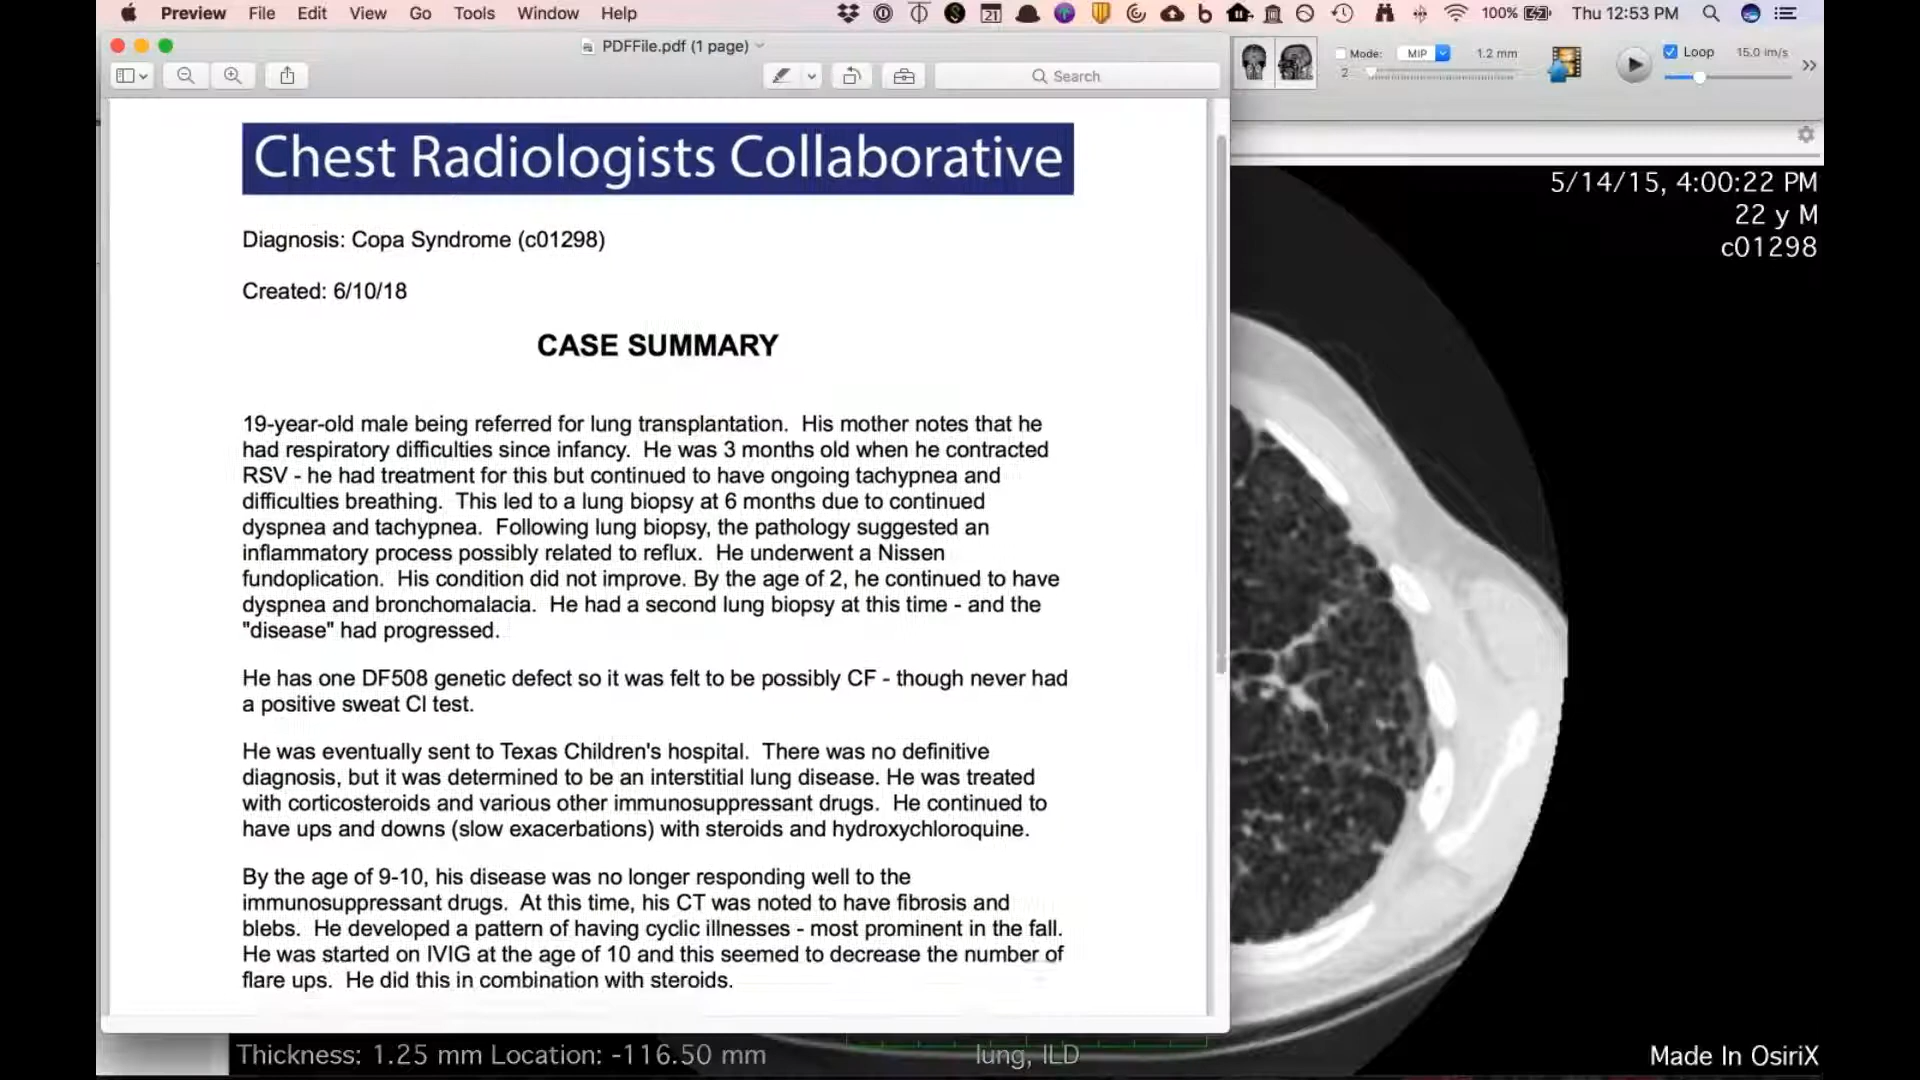 Preview File Edit View Go Tools Window Help 21 100% Thu 12:53 PM
PDFFile.pdf (1 page)
Search
Mode: MIP 1.2 mm
2
Loop 15.0 im/s
Chest Radiologists Collaborative
Diagnosis: Copa Syndrome (c01298)
Created: 6/10/18
CASE SUMMARY
19-year-old male being referred for lung transplantation. His mother notes that he
had respiratory difficulties since infancy. He was 3 months old when he contracted
RSV - he had treatment for this but continued to have ongoing tachypnea and
difficulties breathing. This led to a lung biopsy at 6 months due to continued
dyspnea and tachypnea. Following lung biopsy, the pathology suggested an
inflammatory process possibly related to reflux. He underwent a Nissen
fundoplication. His condition did not improve. By the age of 2, he continued to have
dyspnea and bronchomalacia. He had a second lung biopsy at this time - and the
"disease" had progressed.
He has one DF508 genetic defect so it was felt to be possibly CF - though never had
a positive sweat Cl test.
He was eventually sent to Texas Children's hospital. There was no definitive
diagnosis, but it was determined to be an interstitial lung disease. He was treated
with corticosteroids and various other immunosuppressant drugs. He continued to
have ups and downs (slow exacerbations) with steroids and hydroxychloroquine.
By the age of 9-10, his disease was no longer responding well to the
immunosuppressant drugs. At this time, his CT was noted to have fibrosis and
blebs. He developed a pattern of having cyclic illnesses - most prominent in the fall.
He was started on IVIG at the age of 10 and this seemed to decrease the number of
flare ups. He did this in combination with steroids.
5/14/15, 4:00:22 PM
22 y M
c01298
Thickness: 1.25 mm Location: -116.50 mm
lung, ILD
Made In OsiriX